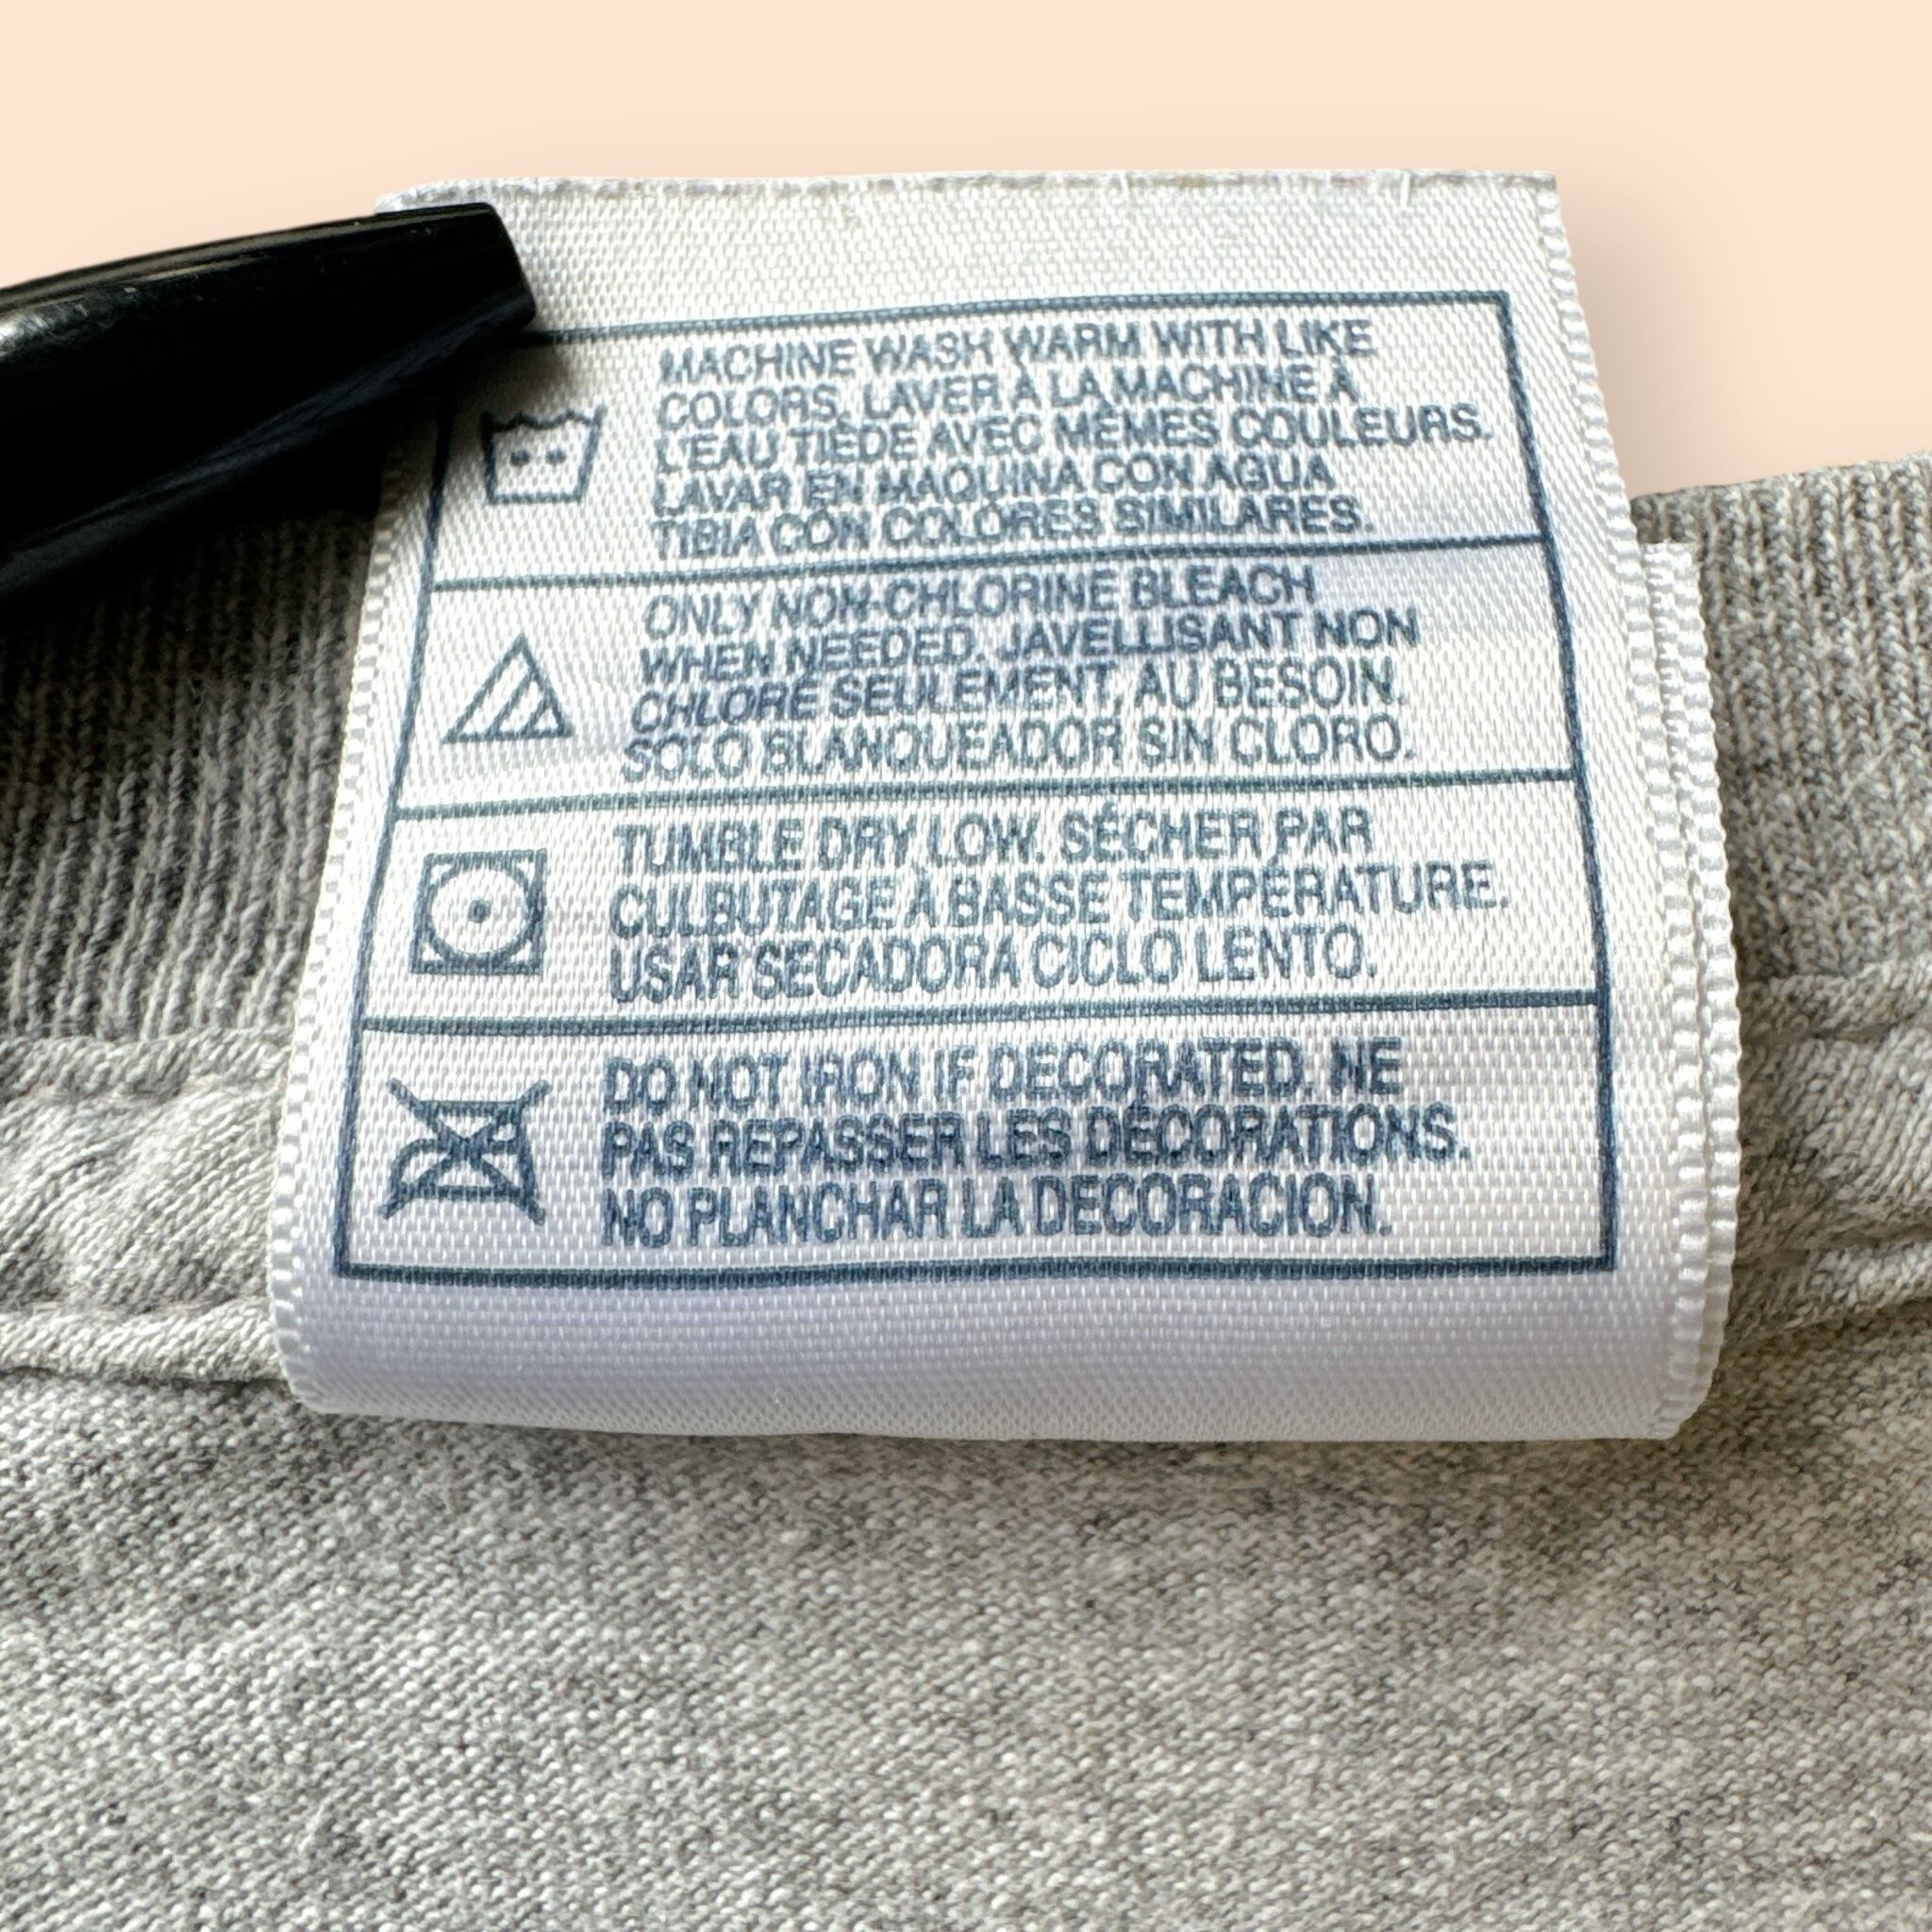 MACHINE WASH WARM WITH LIKE
COLORS. LAVER À LA MACHINE À
L'EAU TIÈDE AVEC MÊMES COULEURS.
LAVAR EN MAQUINA CON AGUA
TIBIA CON COLORES SIMILARES.
ONLY NON-CHLORINE BLEACH
WHEN NEEDED. JAVELLISANT NON
CHLORÉ SEULEMENT, AU BESOIN.
SOLO BLANQUEADOR SIN CLORO.
TUMBLE DRY LOW. SÉCHER PAR
CULBUTAGE À BASSE TEMPÉRATURE.
USAR SECADORA CICLO LENTO.
DO NOT IRON IF DECORATED. NE
PAS REPASSER LES DÉCORATIONS.
NO PLANCHAR LA DECORACION.